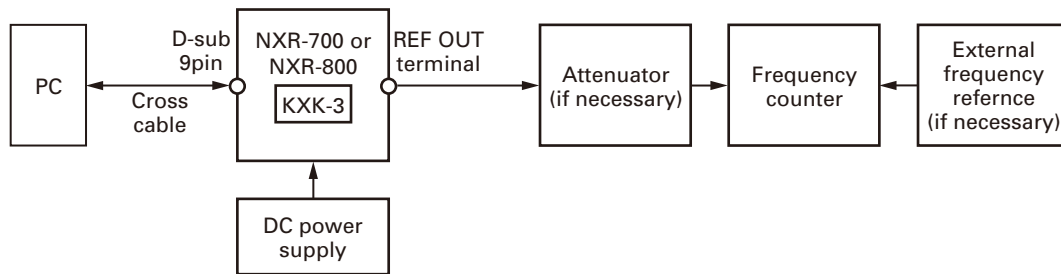 PC
D-sub
9pin
Cross
cable
NXR-700 or
NXR-800
KXK-3
REF OUT
terminal
Attenuator
(if necessary)
Frequency
counter
External
frequency
refernce
(if necessary)
DC power
supply